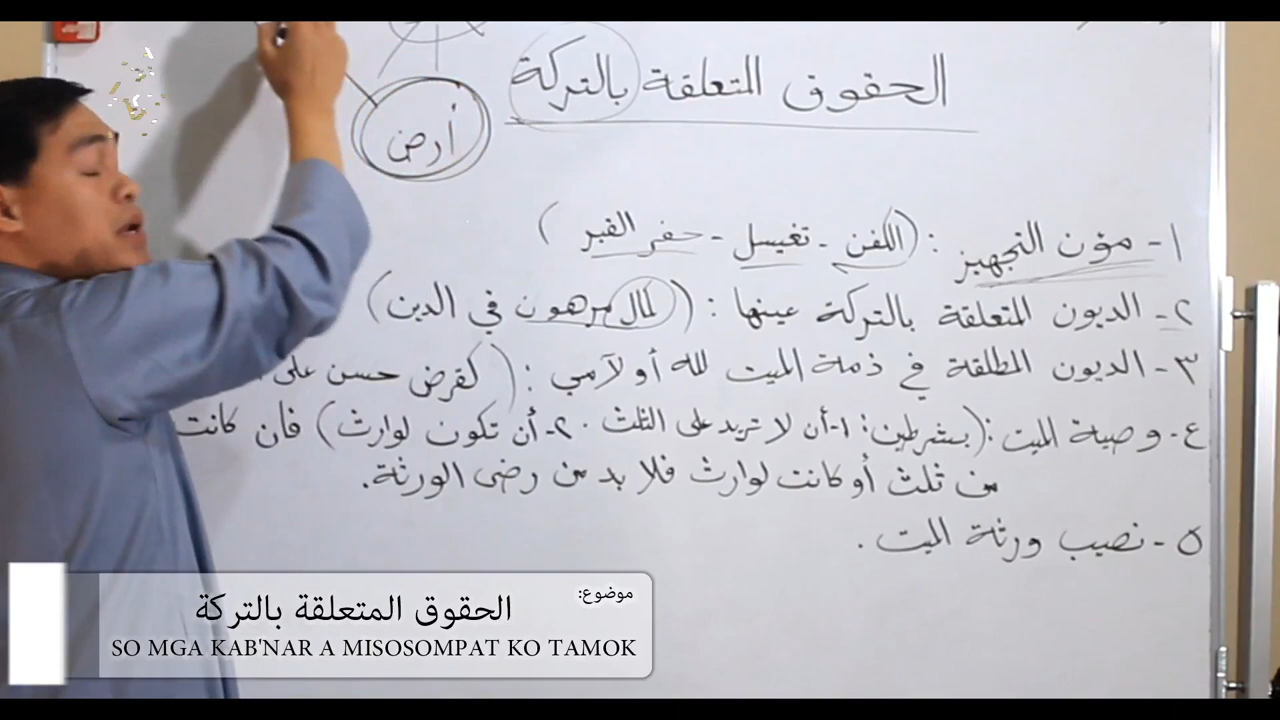 الحقوق المتعلقة بالتركة
أرض
١- مؤن التجهيز : (الكفن - تغيسل - حفر القبر)
٢- الديون المتعلقة بالتركة عينها : (لمال مرهون في الدين)
٣- الديون المطلقة في ذمة الميت لله أو لآدمي : (كقرض حسن على
٤- وصية الميت : (بشرطين : ١- أن لا تزيد على الثلث . ٢- أن تكون لوارث) فأن كانت
من ثلث أو كانت لوارث فلا بد من رضى الورثة.
٥- نصيب ورثة الميت .
موضوع:
الحقوق المتعلقة بالتركة
SO MGA KAB'NAR A MISOSOMPAT KO TAMOK